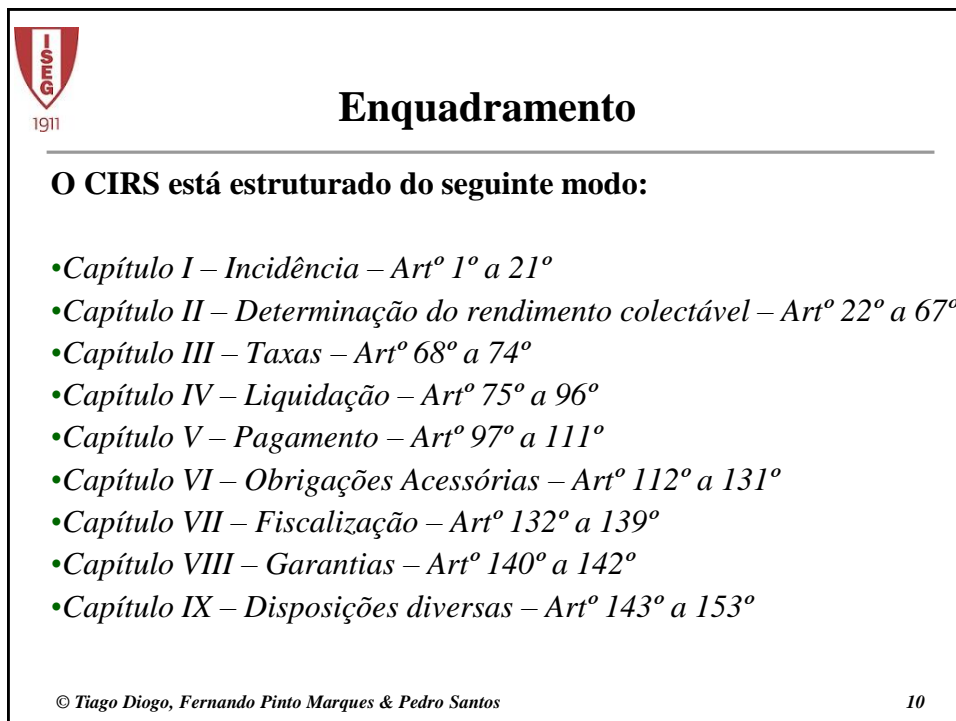 ISEG
1911
Enquadramento
O CIRS está estruturado do seguinte modo:
•Capítulo I – Incidência – Artº 1º a 21º
•Capítulo II – Determinação do rendimento colectável – Artº 22º a 67º
•Capítulo III – Taxas – Artº 68º a 74º
•Capítulo IV – Liquidação – Artº 75º a 96º
•Capítulo V – Pagamento – Artº 97º a 111º
•Capítulo VI – Obrigações Acessórias – Artº 112º a 131º
•Capítulo VII – Fiscalização – Artº 132º a 139º
•Capítulo VIII – Garantias – Artº 140º a 142º
•Capítulo IX – Disposições diversas – Artº 143º a 153º
© Tiago Diogo, Fernando Pinto Marques & Pedro Santos 10